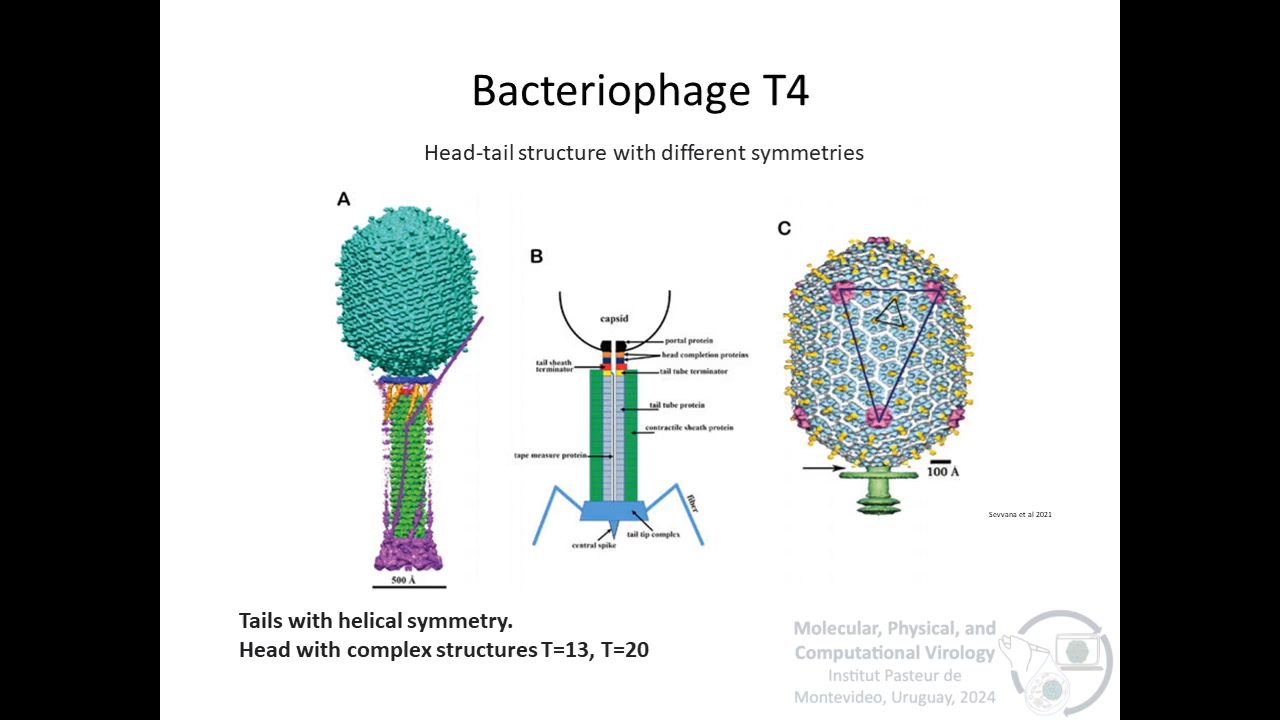 Bacteriophage T4
Head-tail structure with different symmetries
A
500 Å
B
capsid
portal protein
head completion proteins
tail sheath
terminator
tail tube terminator
tail tube protein
contractile sheath protein
tape measure protein
fiber
tail tip complex
central spike
C
100 Å
Sevvana et al 2021
Tails with helical symmetry.
Head with complex structures T=13, T=20
Molecular, Physical, and
Computational Virology
Institut Pasteur de
Montevideo, Uruguay, 2024